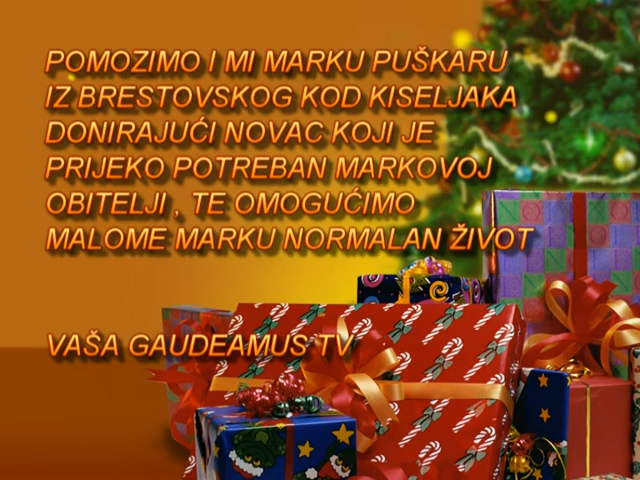 POMOZIMO I MI MARKU PUŠKARU
IZ BRESTOVSKOG KOD KISELJAKA
DONIRAJUĆI NOVAC KOJI JE
PRIJEKO POTREBAN MARKOVOJ
OBITELJI , TE OMOGUĆIMO
MALOME MARKU NORMALAN ŽIVOT
VAŠA GAUDEAMUS TV